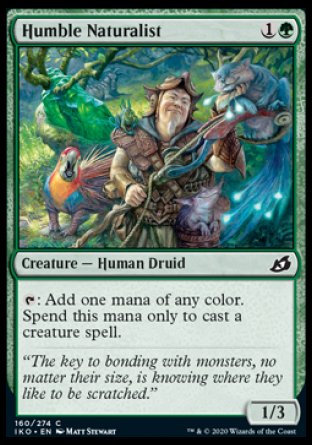 Humble Naturalist 1
Creature — Human Druid
: Add one mana of any color.
Spend this mana only to cast a
creature spell.
“The key to bonding with monsters, no
matter their size, is knowing where they
like to be scratched.”
1/3
160/274 C
IKO • EN Matt Stewart
™ & © 2020 Wizards of the Coast